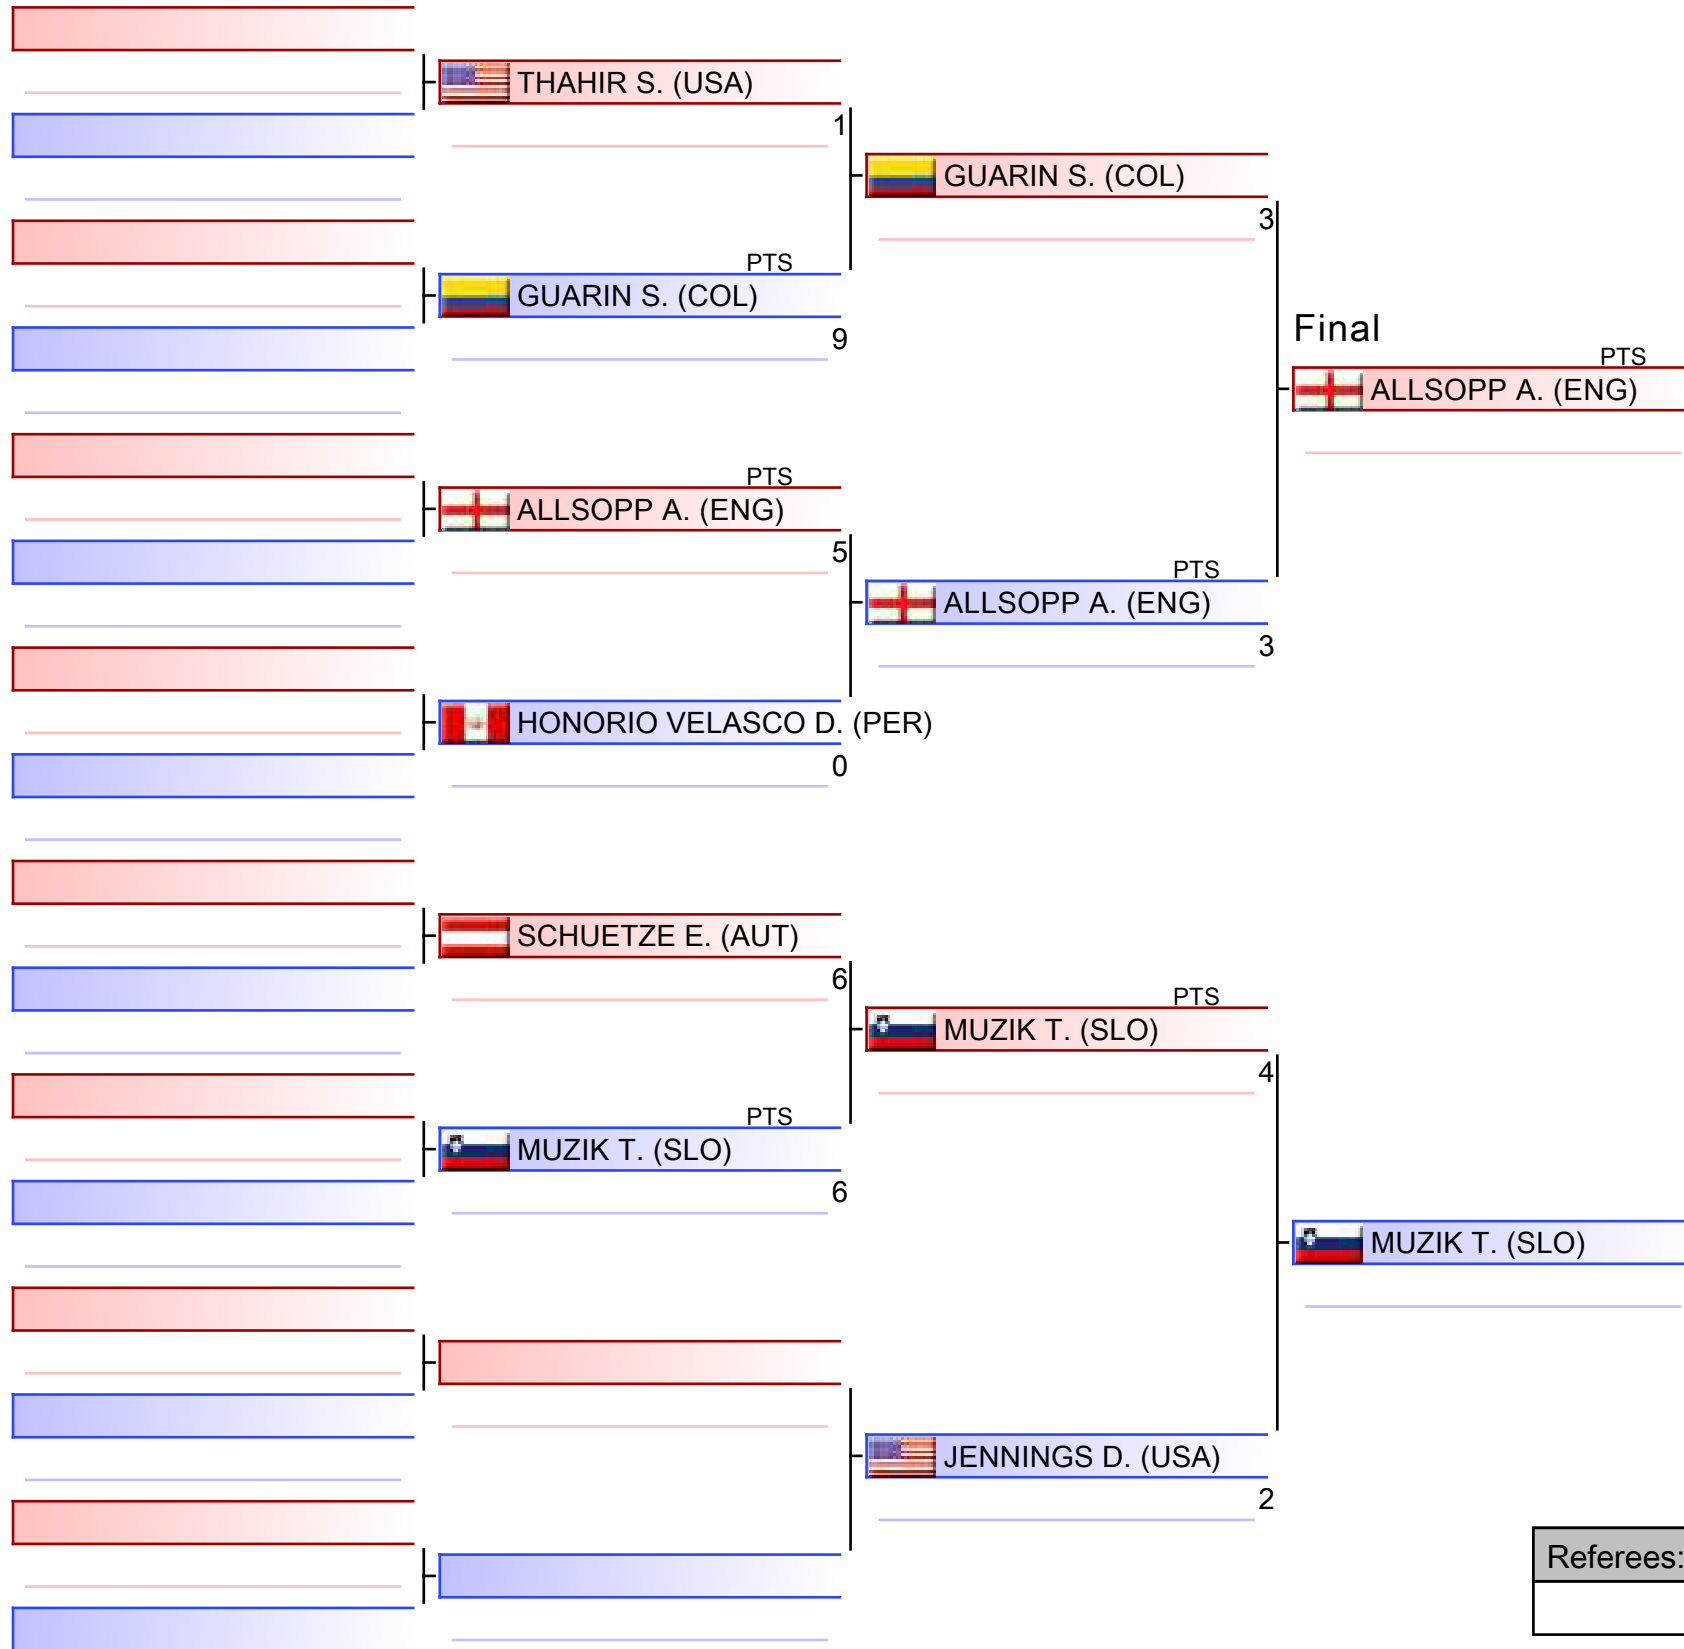 THAHIR S. (USA)
1
GUARIN S. (COL)
3
PTS
GUARIN S. (COL)
9
Final
PTS
ALLSOPP A. (ENG)
PTS
ALLSOPP A. (ENG)
5
PTS
ALLSOPP A. (ENG)
3
HONORIO VELASCO D. (PER)
0
SCHUETZE E. (AUT)
6
PTS
MUZIK T. (SLO)
4
PTS
MUZIK T. (SLO)
6
MUZIK T. (SLO)
JENNINGS D. (USA)
2
Referees: